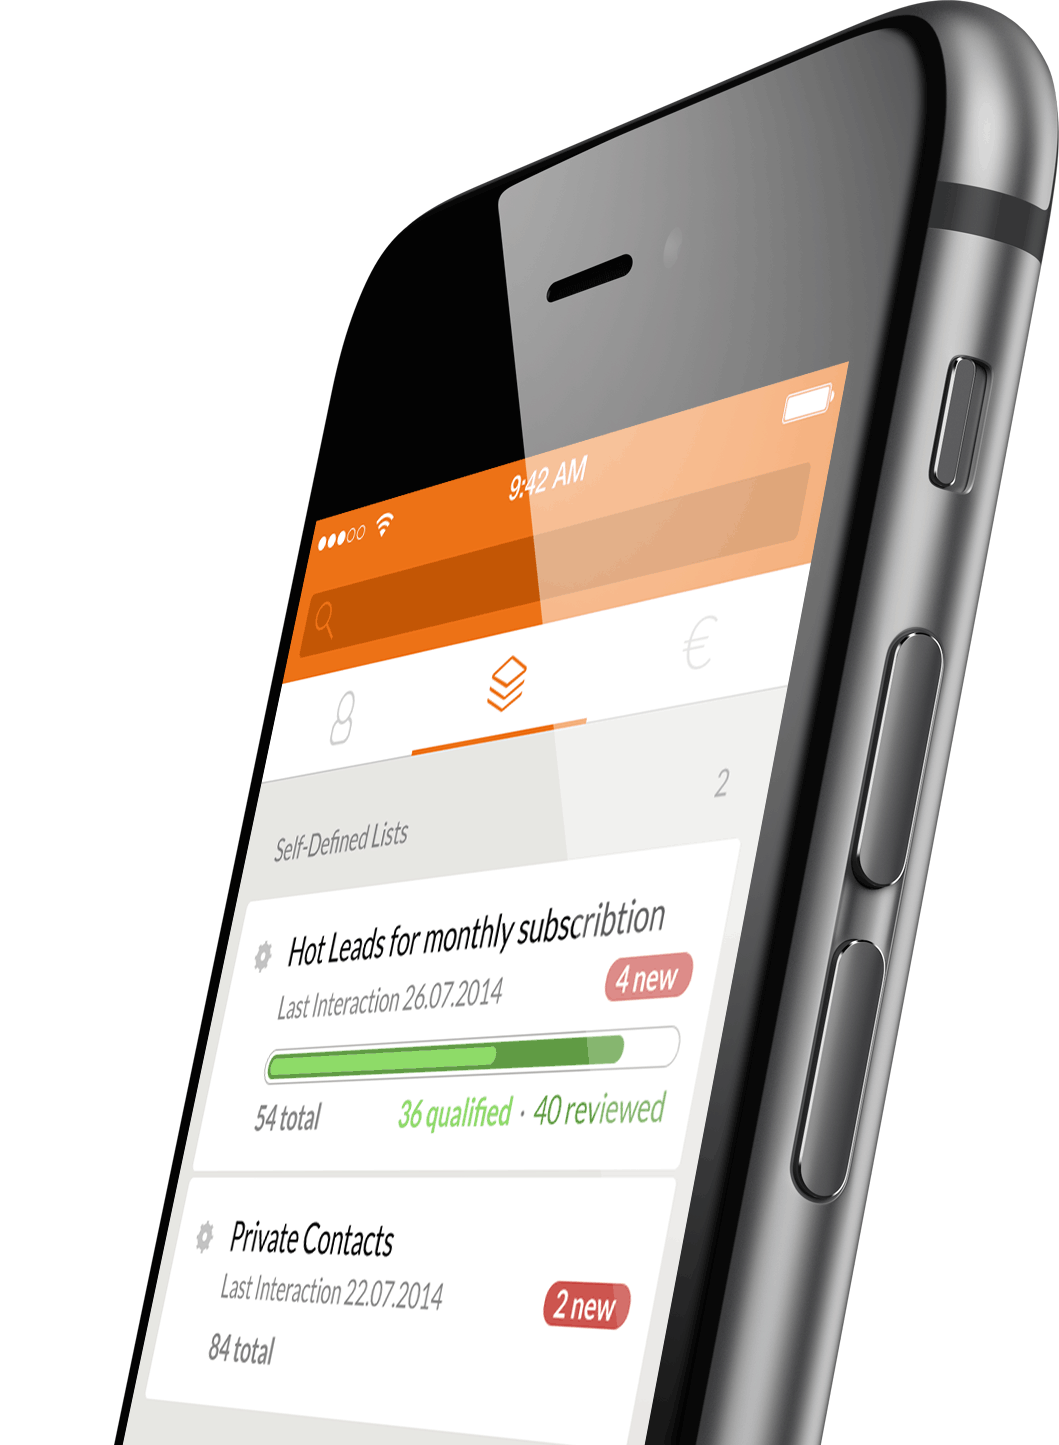 9:42 AM
€
Self-Defined Lists 2
Hot Leads for monthly subscribtion
Last Interaction 26.07.2014 4 new
54 total 36 qualified · 40 reviewed
Private Contacts
Last Interaction 22.07.2014 2 new
84 total